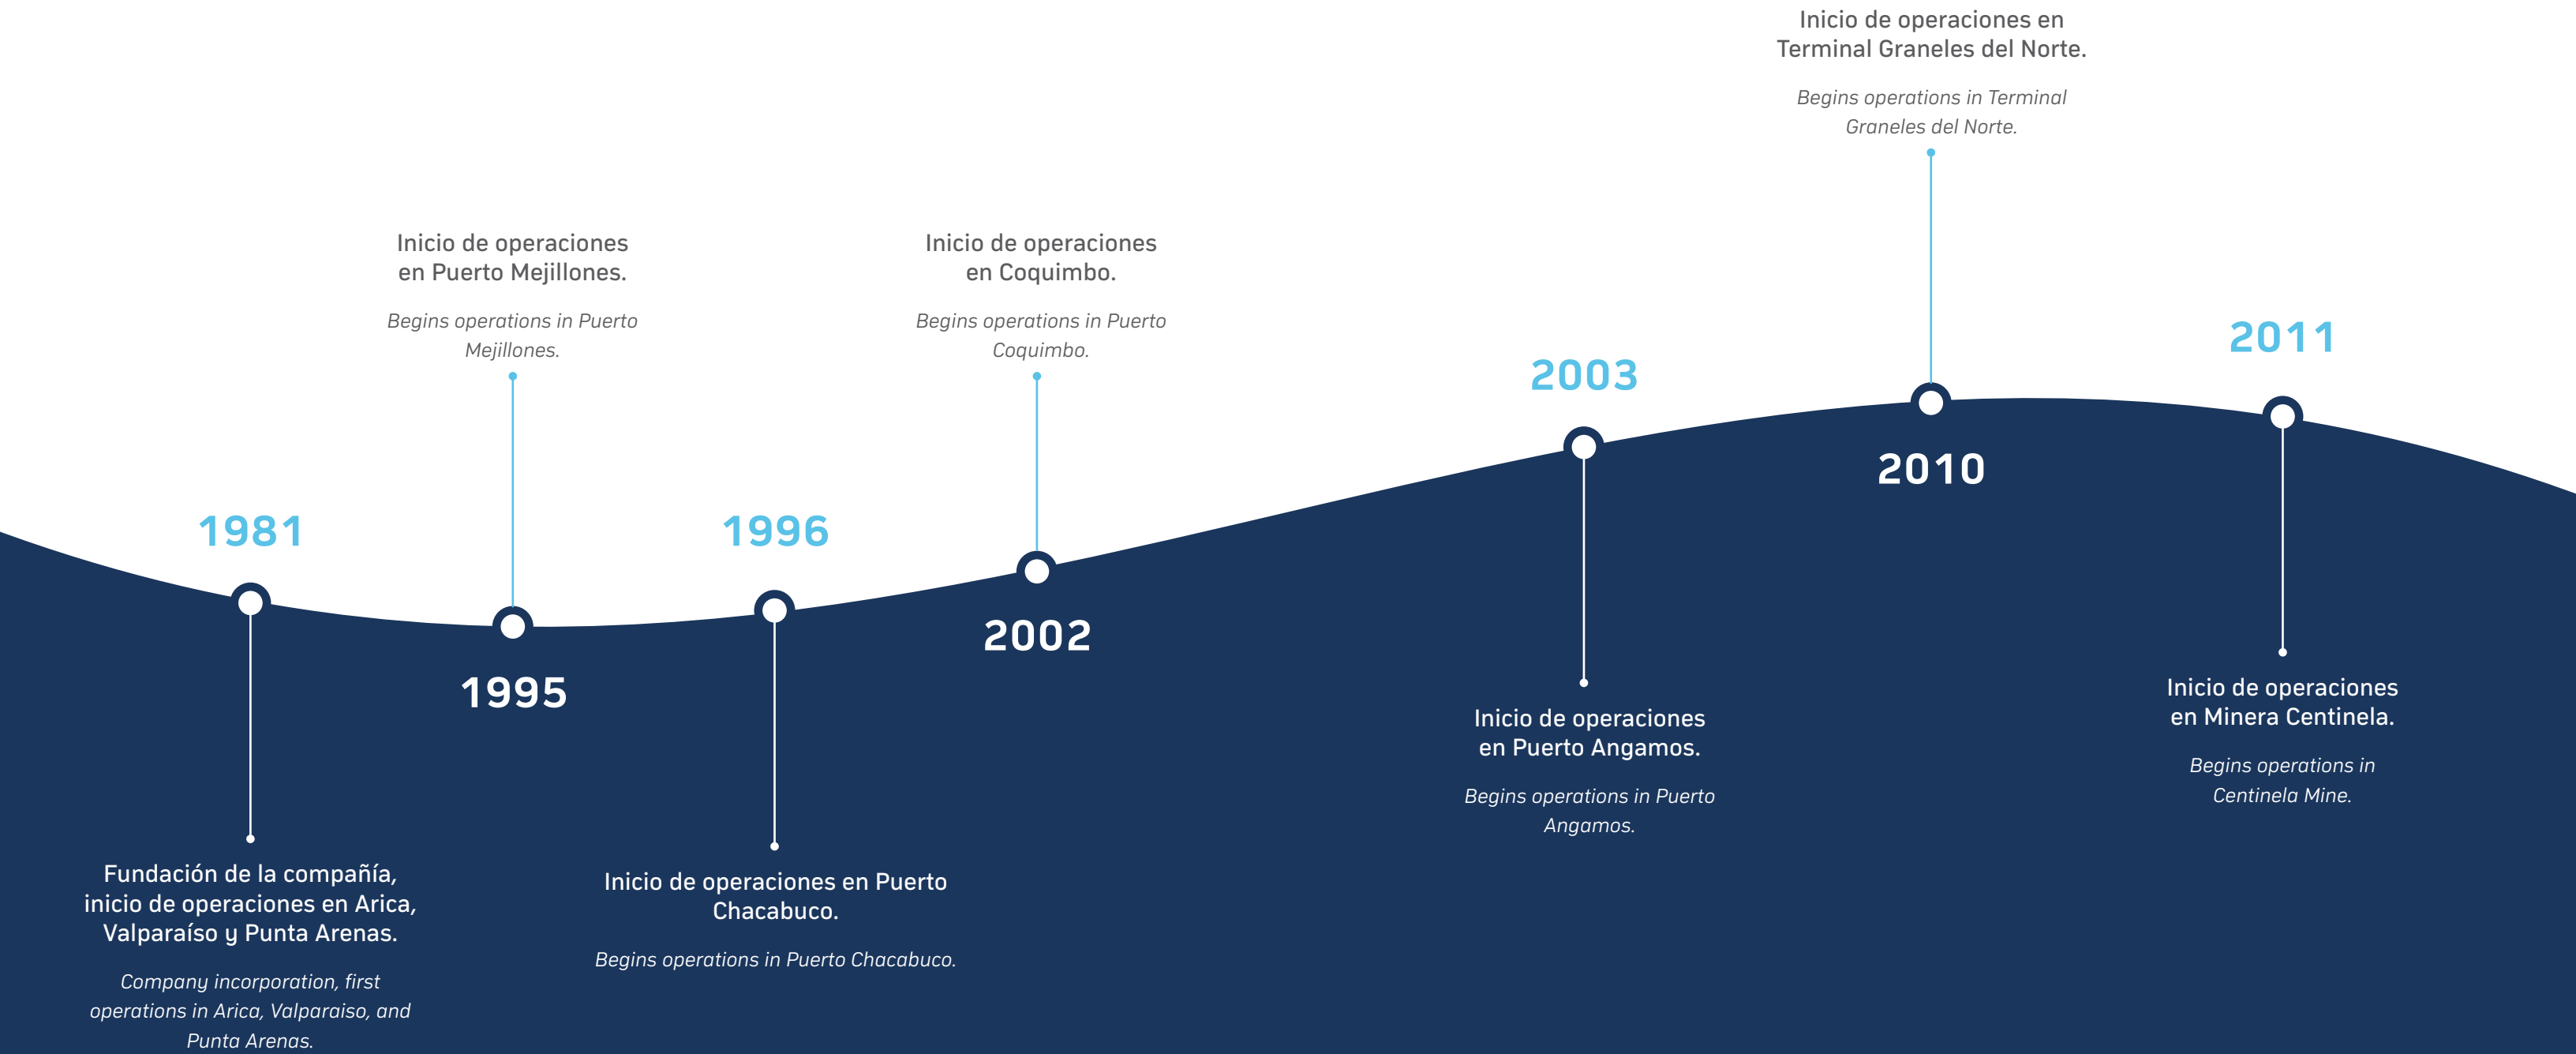 1981
Fundación de la compañía,
inicio de operaciones en Arica,
Valparaíso y Punta Arenas.
Company incorporation, first
operations in Arica, Valparaiso, and
Punta Arenas.
Inicio de operaciones
en Puerto Mejillones.
Begins operations in Puerto
Mejillones.
1995
1996
Inicio de operaciones en Puerto
Chacabuco.
Begins operations in Puerto Chacabuco.
Inicio de operaciones
en Coquimbo.
Begins operations in Puerto
Coquimbo.
2002
2003
Inicio de operaciones
en Puerto Angamos.
Begins operations in Puerto
Angamos.
Inicio de operaciones en
Terminal Graneles del Norte.
Begins operations in Terminal
Graneles del Norte.
2010
2011
Inicio de operaciones
en Minera Centinela.
Begins operations in
Centinela Mine.